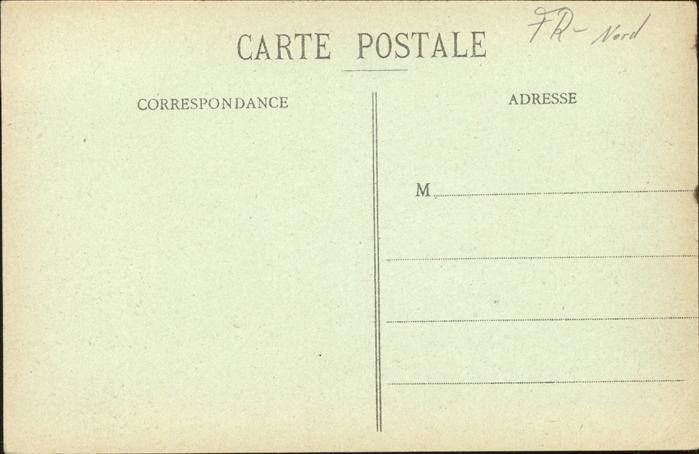 FR- Nord
CARTE POSTALE
CORRESPONDANCE
ADRESSE
M